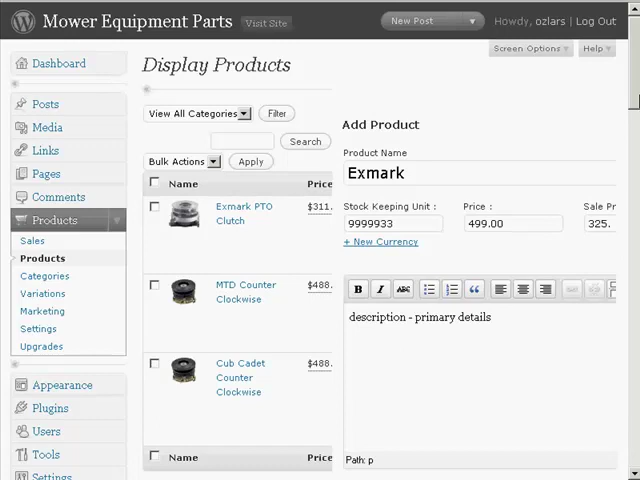 Mower Equipment Parts Visit Site New Post Howdy, ozlars | Log Out
Screen Options Help
Dashboard
Posts
Media
Links
Pages
Comments
Products
Sales
Products
Categories
Variations
Marketing
Settings
Upgrades
Appearance
Plugins
Users
Tools
Settings
Display Products
View All Categories Filter
Search
Bulk Actions Apply
Name Price
Exmark PTO
Clutch
$311.
MTD Counter
Clockwise
$488.
Cub Cadet
Counter
Clockwise
$488.
Name Price
Add Product
Product Name
Exmark
Stock Keeping Unit : Price : Sale Pr
9999933 499.00 325.
+ New Currency
B I ABC
description - primary details
Path: p